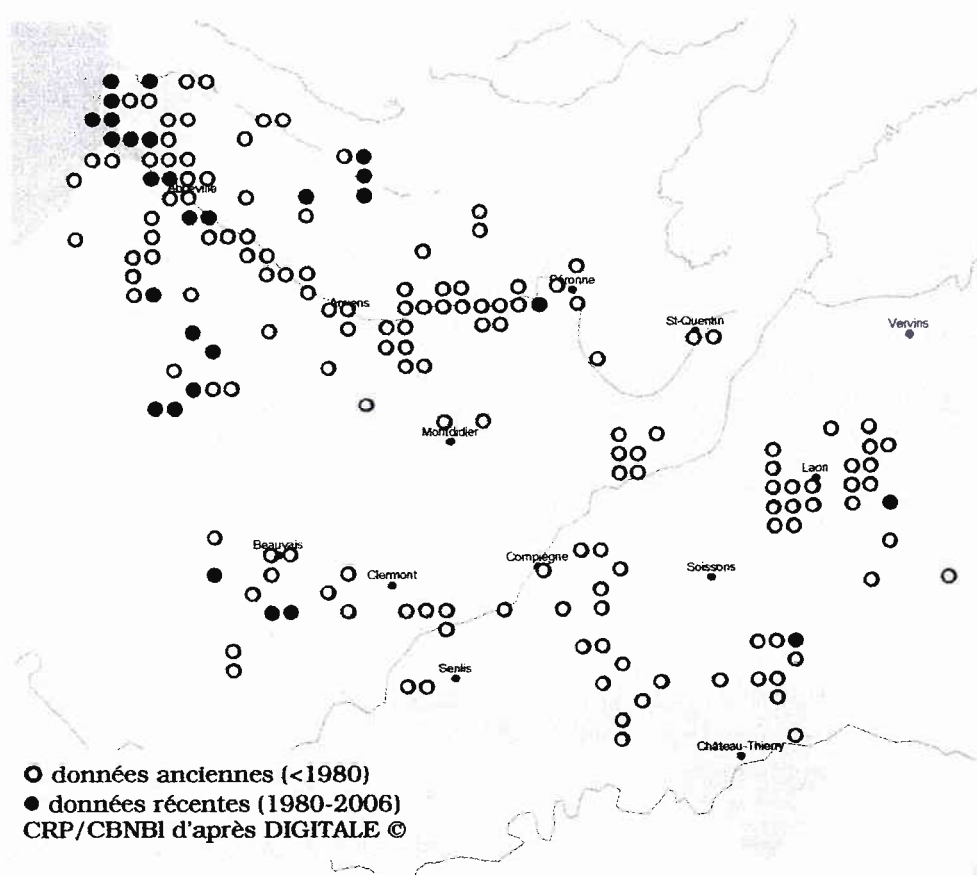 Abbeville
Péronne
Amiens
St-Quentin
Vervins
Montdidier
Laon
Beauvais
Clermont
Compiègne
Soissons
Senlis
Château-Thierry
données anciennes (<1980)
données récentes (1980-2006)
CRP/CBNBl d'après DIGITALE ©